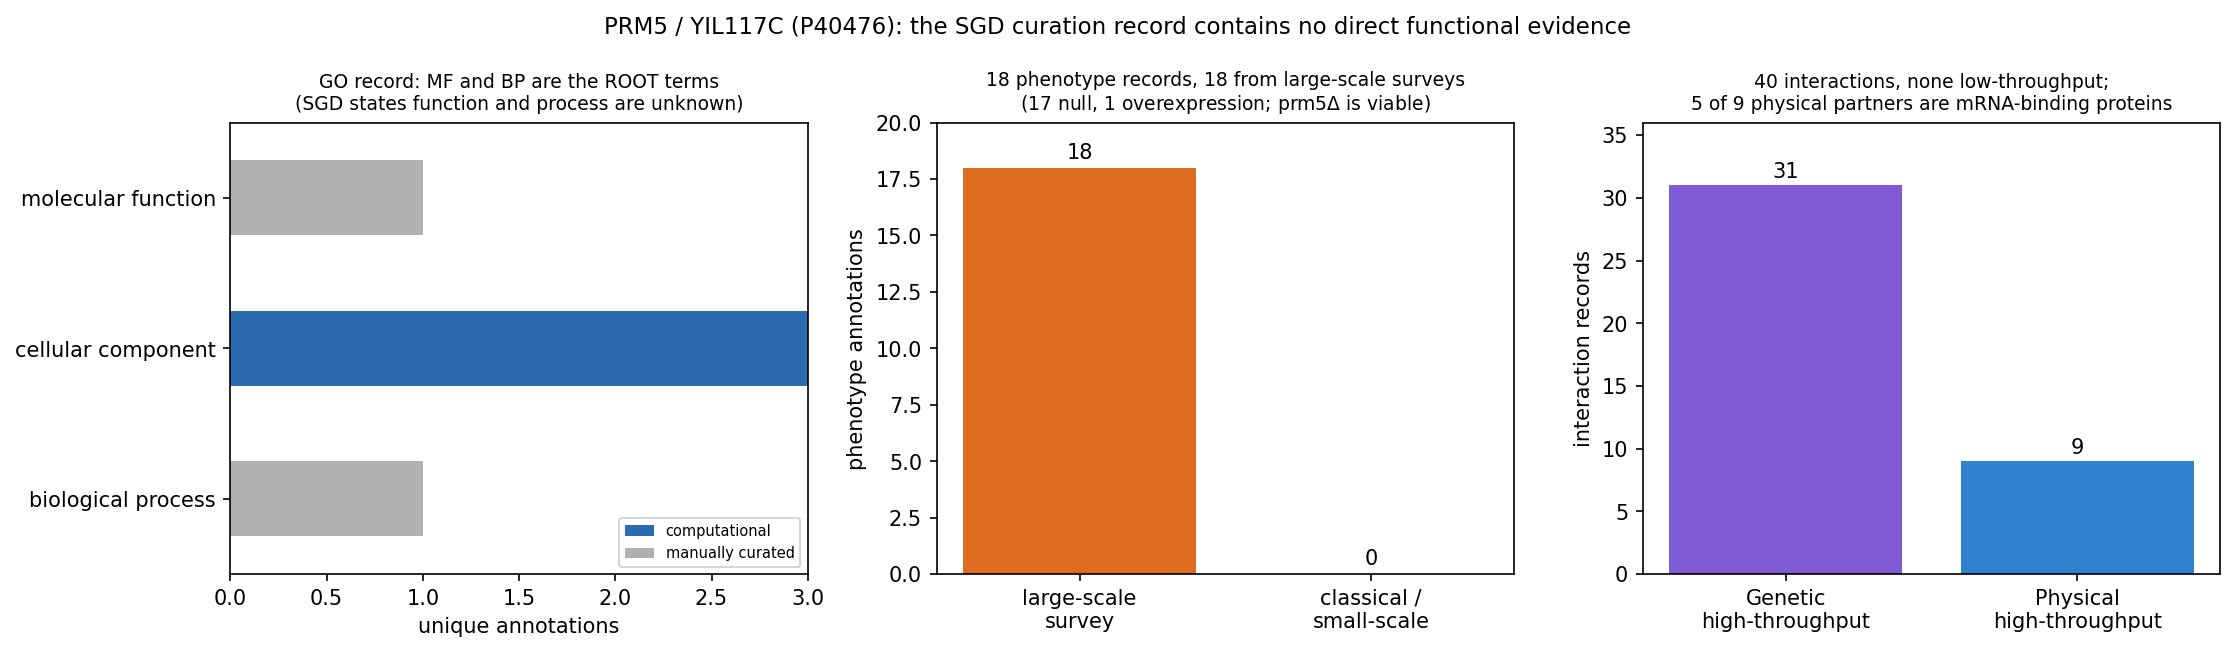 PRM5 / YIL117C (P40476): the SGD curation record contains no direct functional evidence
GO record: MF and BP are the ROOT terms
(SGD states function and process are unknown)
molecular function
cellular component
biological process
computational
manually curated
0.0 0.5 1.0 1.5 2.0 2.5 3.0
unique annotations
18 phenotype records, 18 from large-scale surveys
(17 null, 1 overexpression; prm5Δ is viable)
phenotype annotations
20.0
17.5
15.0
12.5
10.0
7.5
5.0
2.5
0.0
18
0
large-scale
survey
classical /
small-scale
40 interactions, none low-throughput;
5 of 9 physical partners are mRNA-binding proteins
interaction records
35
30
25
20
15
10
5
0
31
9
Genetic
high-throughput
Physical
high-throughput